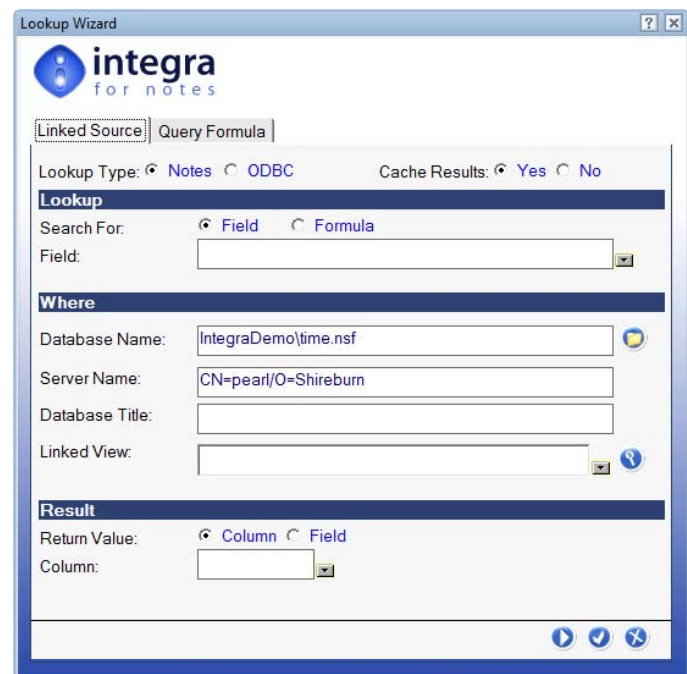 Lookup Wizard
integra
for notes
Linked Source Query Formula
Lookup Type: Notes ODBC Cache Results: Yes No
Lookup
Search For: Field Formula
Field:
Where
Database Name: IntegraDemo\time.nsf
Server Name: CN=pearl/O=Shireburn
Database Title:
Linked View:
Result
Return Value: Column Field
Column: